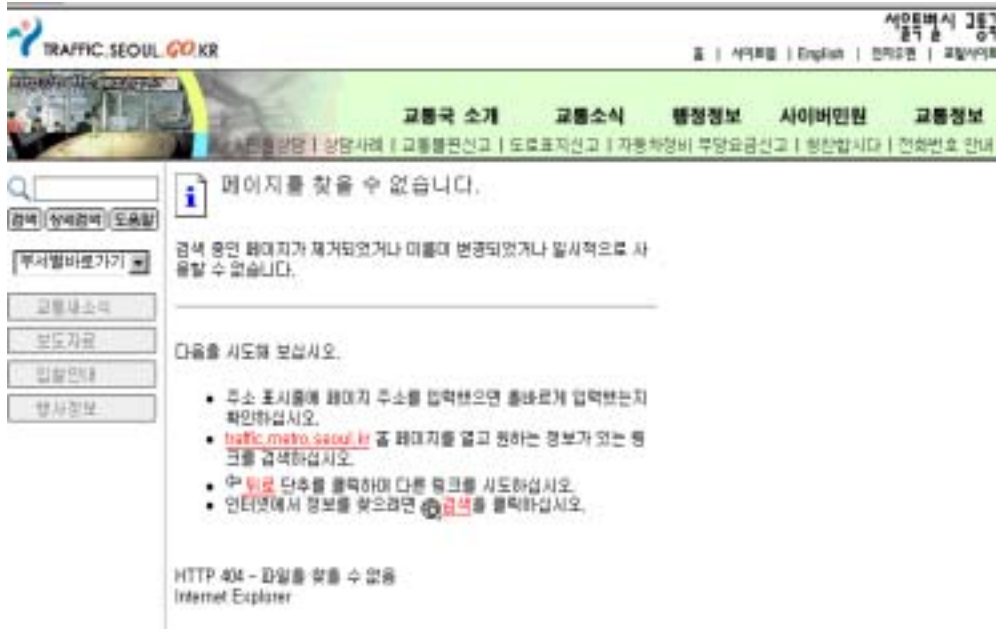 TRAFFIC.SEOUL.GO.KR
서울특별시 교통
홈 | 사이트맵 | English | 전자우편 |
교통국 소개 교통소식 행정정보 사이버민원 교통정보
민원상담 | 상담사례 | 교통불편신고 | 도로표지신고 | 자동차정비 부당요금신고 | 칭찬합시다 | 전화번호 안내
검색 상세검색 도움말
부서별바로가기
교통새소식
보도자료
입찰안내
행사정보
페이지를 찾을 수 없습니다.
검색 중인 페이지가 제거되었거나 이름이 변경되었거나 일시적으로 사
용할 수 없습니다.
다음을 시도해 보십시오.
주소 표시줄에 페이지 주소를 입력했으면 올바르게 입력했는지
확인하십시오.
traffic.metro.seoul.kr 홈 페이지를 열고 원하는 정보가 있는 링
크를 검색하십시오.
뒤로 단추를 클릭하여 다른 링크를 시도하십시오.
인터넷에서 정보를 찾으려면 검색을 클릭하십시오.
HTTP 404 - 파일을 찾을 수 없음
Internet Explorer